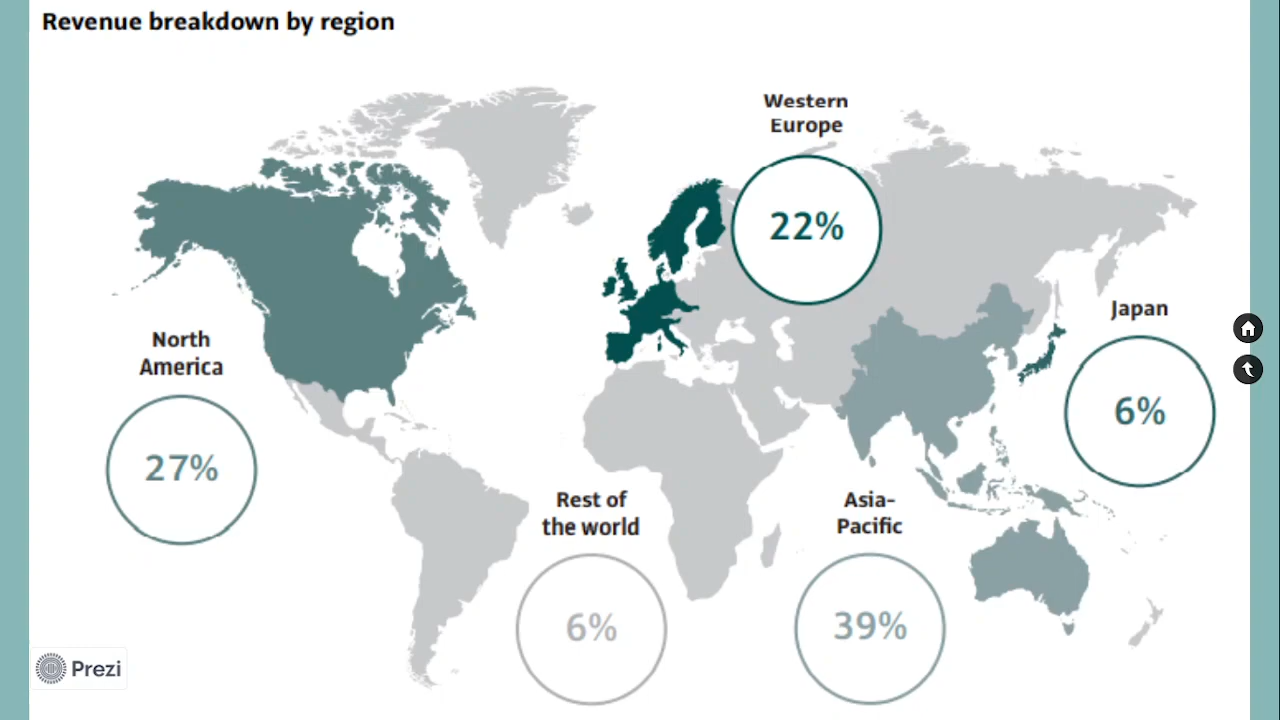 Revenue breakdown by region
Western
Europe
22%
Japan
6%
North
America
27%
Rest of
the world
6%
Asia-
Pacific
39%
Prezi